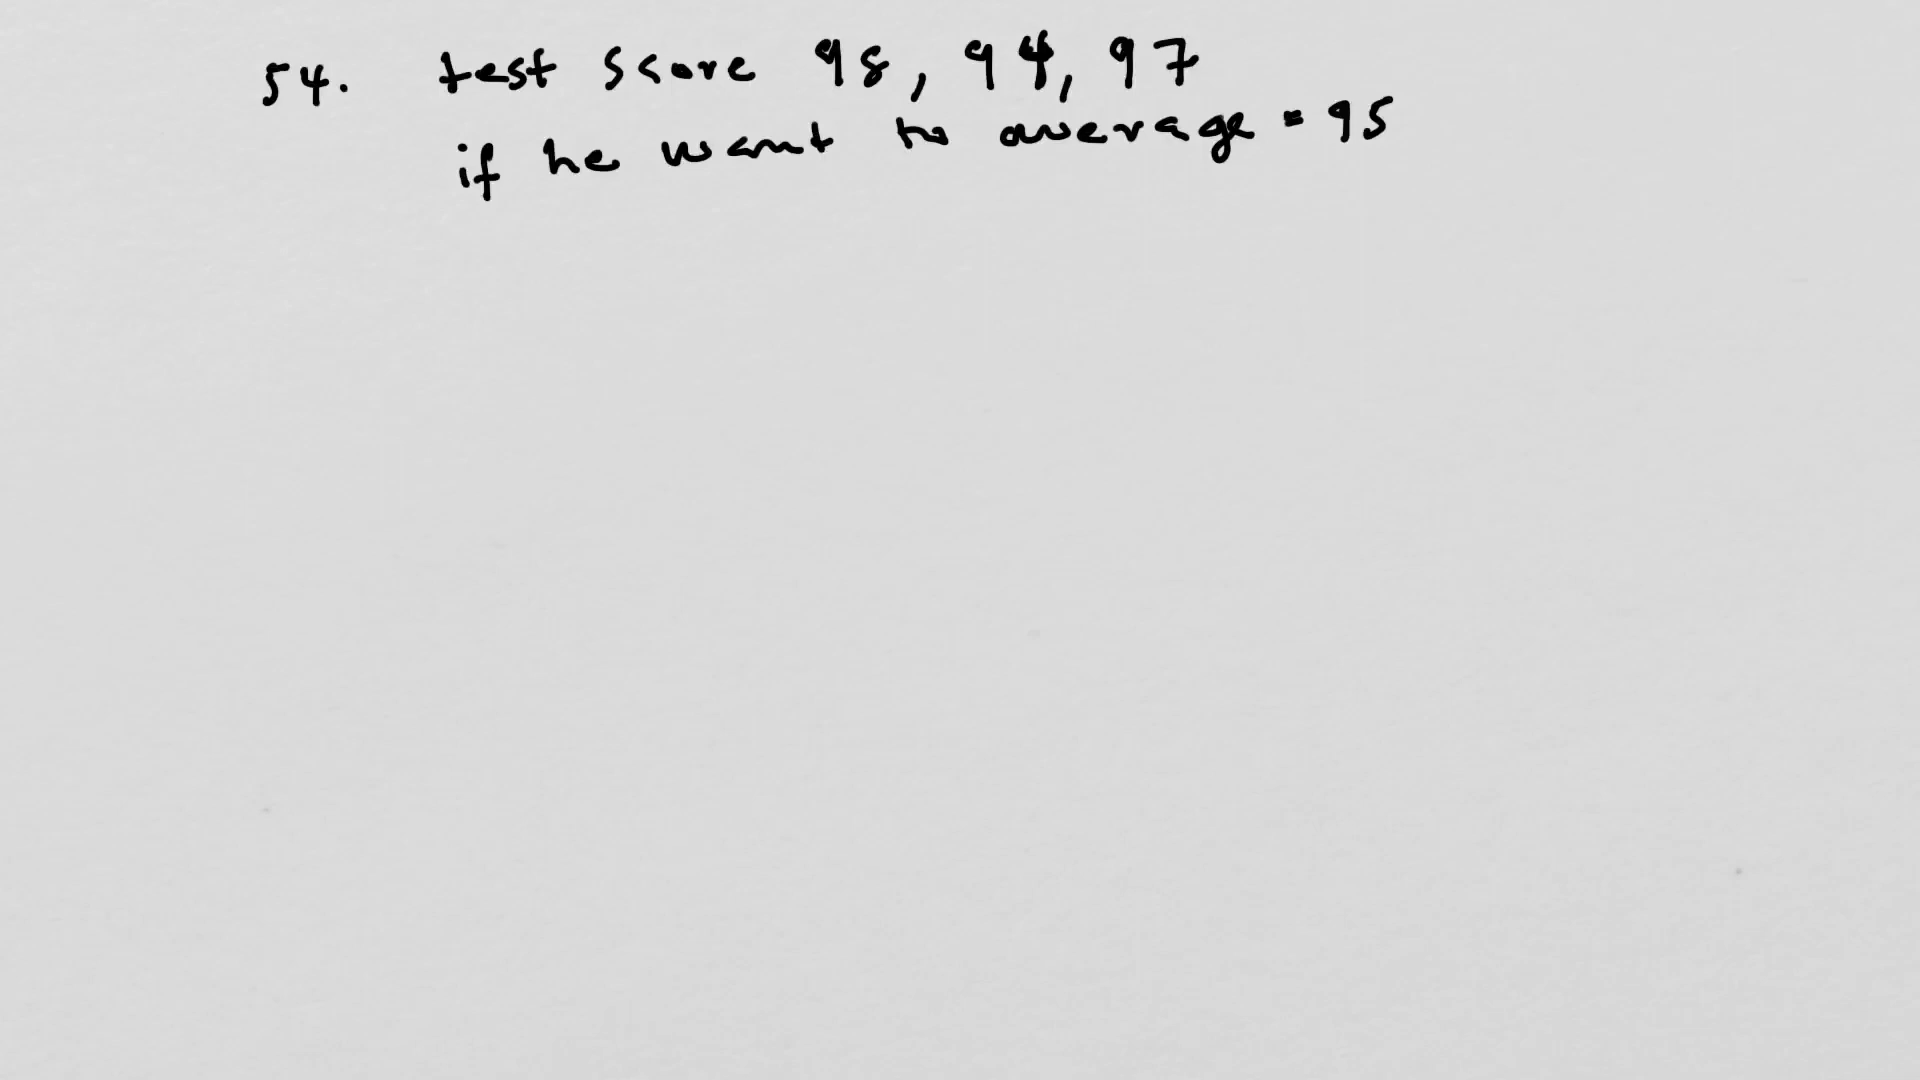 54. test score 98, 94, 97
if he want to average = 95